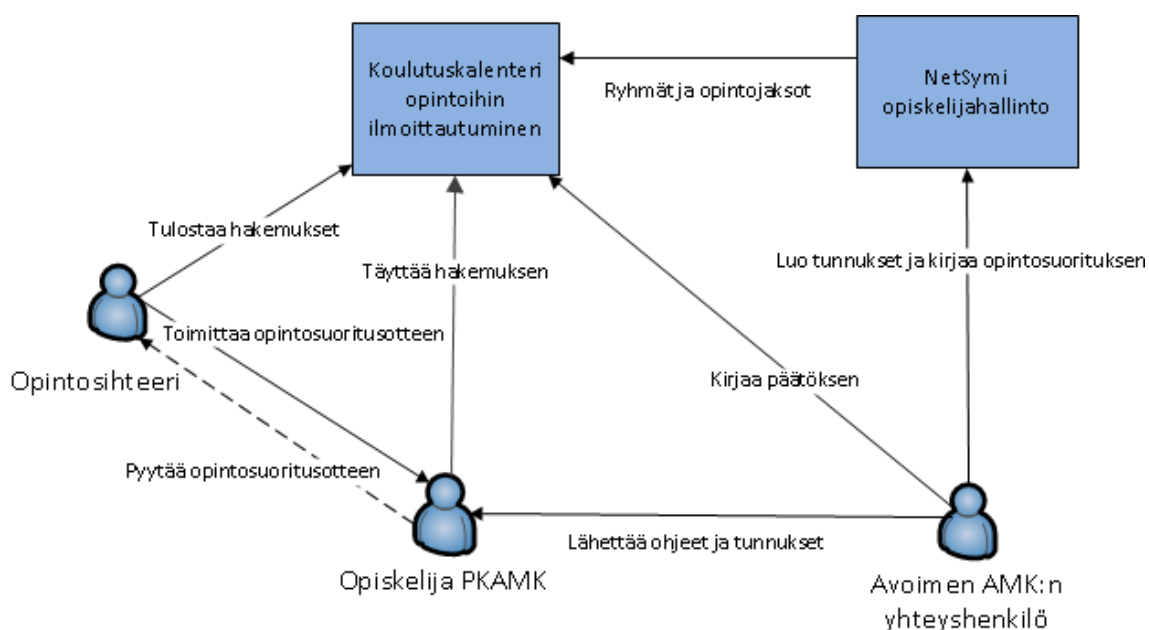 Koulutuskalenteri
opintoihin
ilmoittautuminen
Ryhmät ja opintojaksot
NetSymi
opiskelijahallinto
Tulostaa hakemukset
Täyttää hakemuksen
Luo tunnukset ja kirjaa opintosuorituksen
Toimittaa opintosuoritusotteen
Opintosihteeri
Kirjaa päätöksen
Pyytää opintosuoritusotteen
Lähettää ohjeet ja tunnukset
Opiskelija PKAMK
Avoimen AMK:n
yhteyshenkilö